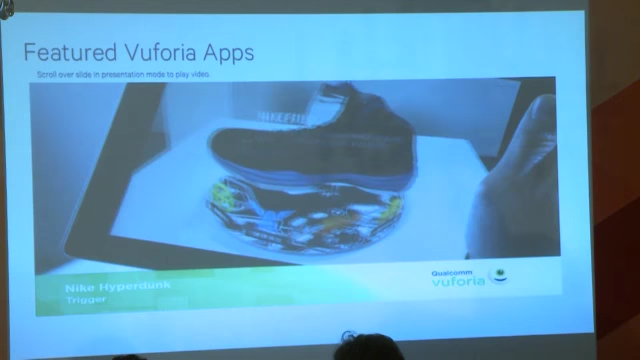 Featured Vuforia Apps
Scroll over slide in presentation mode to play video.
Nike Hyperdunk
Trigger
Qualcomm
vuforia